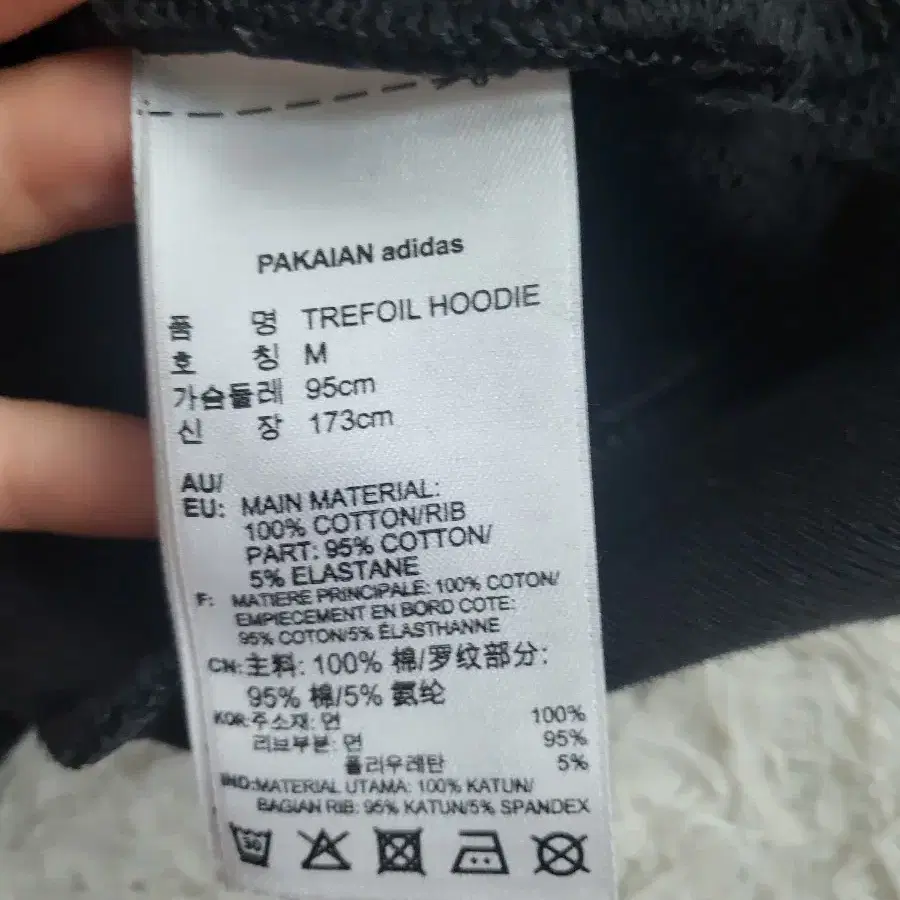 PAKAIAN adidas
품 명 TREFOIL HOODIE
호 칭 M
가슴둘레 95cm
신 장 173cm
AU/
EU: MAIN MATERIAL:
100% COTTON/RIB
PART: 95% COTTON/
5% ELASTANE
F: MATIERE PRINCIPALE: 100% COTON/
EMPIECEMENT EN BORD COTE:
95% COTON/5% ÉLASTHANNE
CN: 主料: 100% 棉/罗纹部分:
95% 棉/5% 氨纶
KOR: 주소재: 면 100%
리브부분: 면 95%
폴리우레탄 5%
IND: MATERIAL UTAMA: 100% KATUN/
BAGIAN RIB: 95% KATUN/5% SPANDEX
30